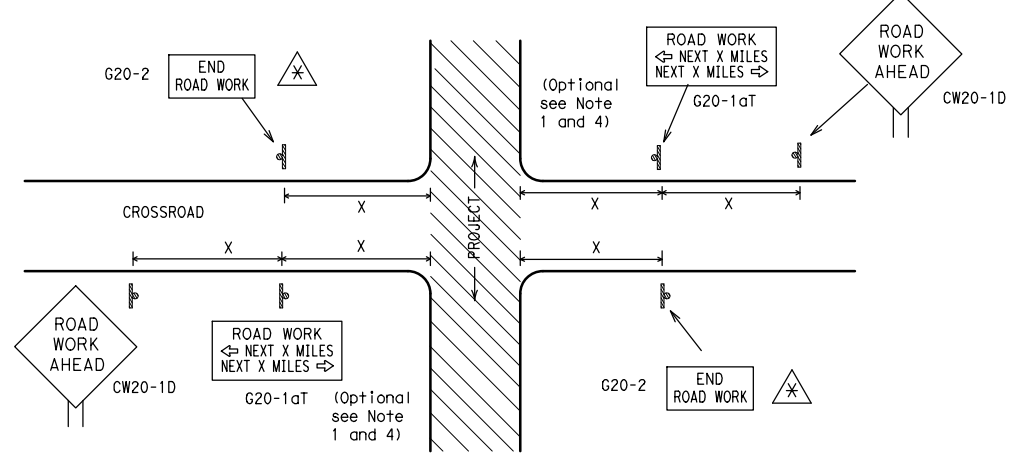 G20-2
END
ROAD WORK
*
(Optional
see Note
1 and 4)
ROAD WORK
⇦ NEXT X MILES
NEXT X MILES ⇨
G20-1aT
ROAD
WORK
AHEAD
CW20-1D
X
X
X
CROSSROAD
PROJECT
X
X
X
ROAD
WORK
AHEAD
CW20-1D
ROAD WORK
⇦ NEXT X MILES
NEXT X MILES ⇨
G20-1aT
(Optional
see Note
1 and 4)
G20-2
END
ROAD WORK
*